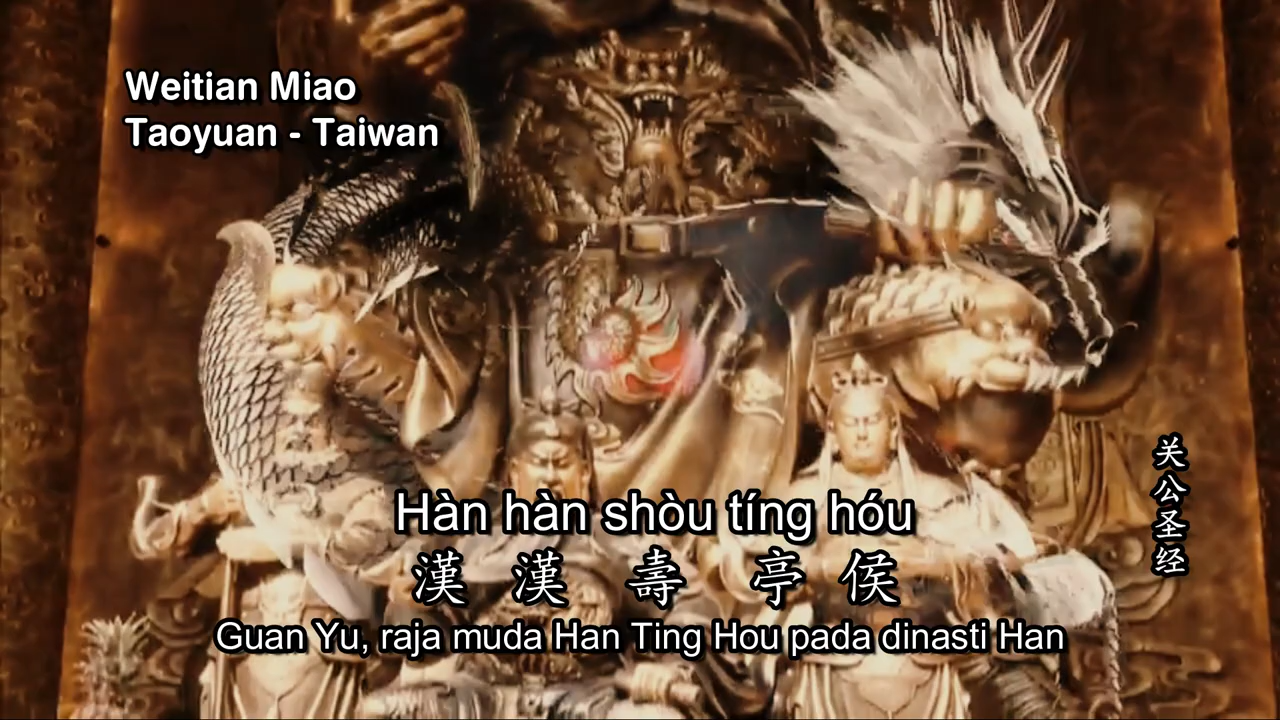 Weitian Miao
Taoyuan - Taiwan
关公圣经
Hàn hàn shòu tíng hóu
漢 漢 壽 亭 侯
Guan Yu, raja muda Han Ting Hou pada dinasti Han